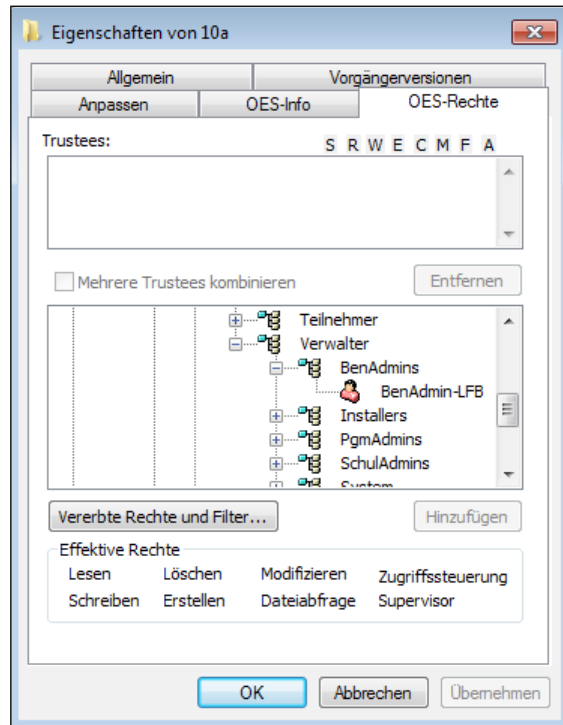 Eigenschaften von 10a
Allgemein Vorgängerversionen
Anpassen OES-Info OES-Rechte
Trustees: S R W E C M F A
Mehrere Trustees kombinieren Entfernen
Teilnehmer
Verwalter
BenAdmins
BenAdmin-LFB
Installers
PgmAdmins
SchulAdmins
System
Vererbte Rechte und Filter... Hinzufügen
Effektive Rechte
Lesen Löschen Modifizieren Zugriffssteuerung
Schreiben Erstellen Dateiabfrage Supervisor
OK Abbrechen Übernehmen